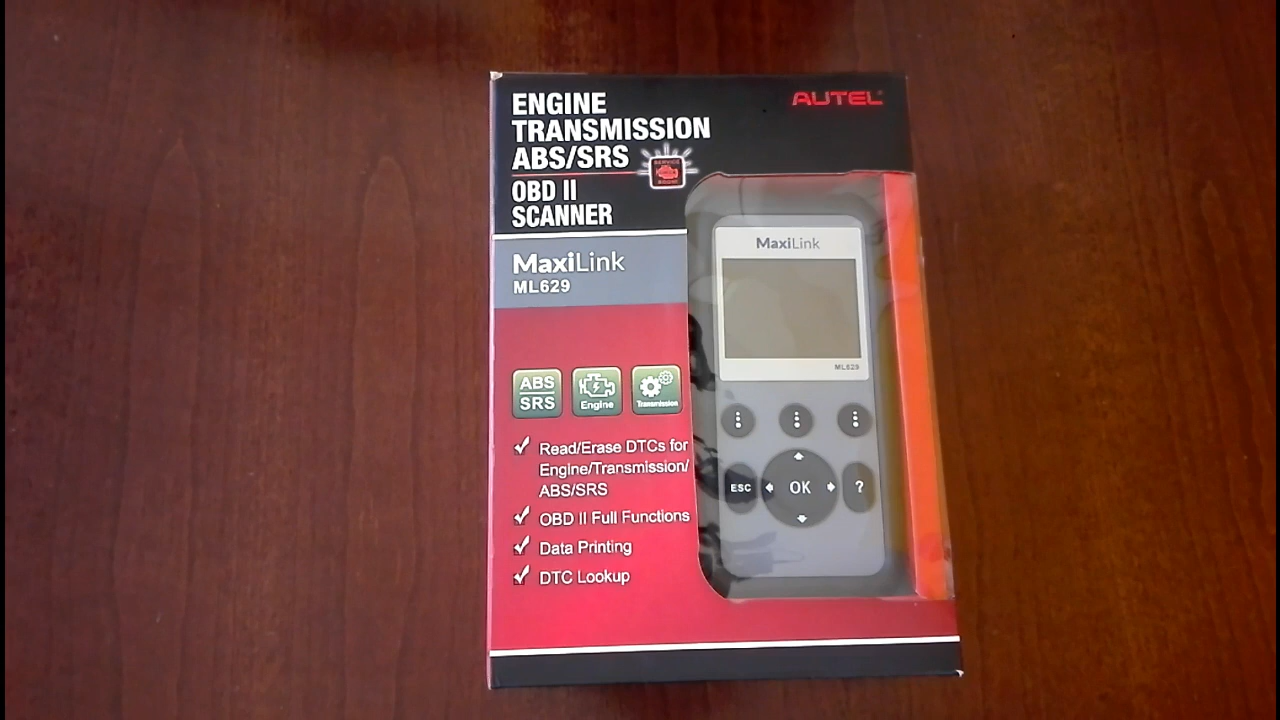 ENGINE
TRANSMISSION
ABS/SRS
OBD II
SCANNER
AUTEL
SERVICE
MaxiLink
ML629
ABS
SRS
Engine
Transmission
Read/Erase DTCs for
Engine/Transmission/
ABS/SRS
OBD II Full Functions
Data Printing
DTC Lookup
MaxiLink
ML629
ESC
OK
?